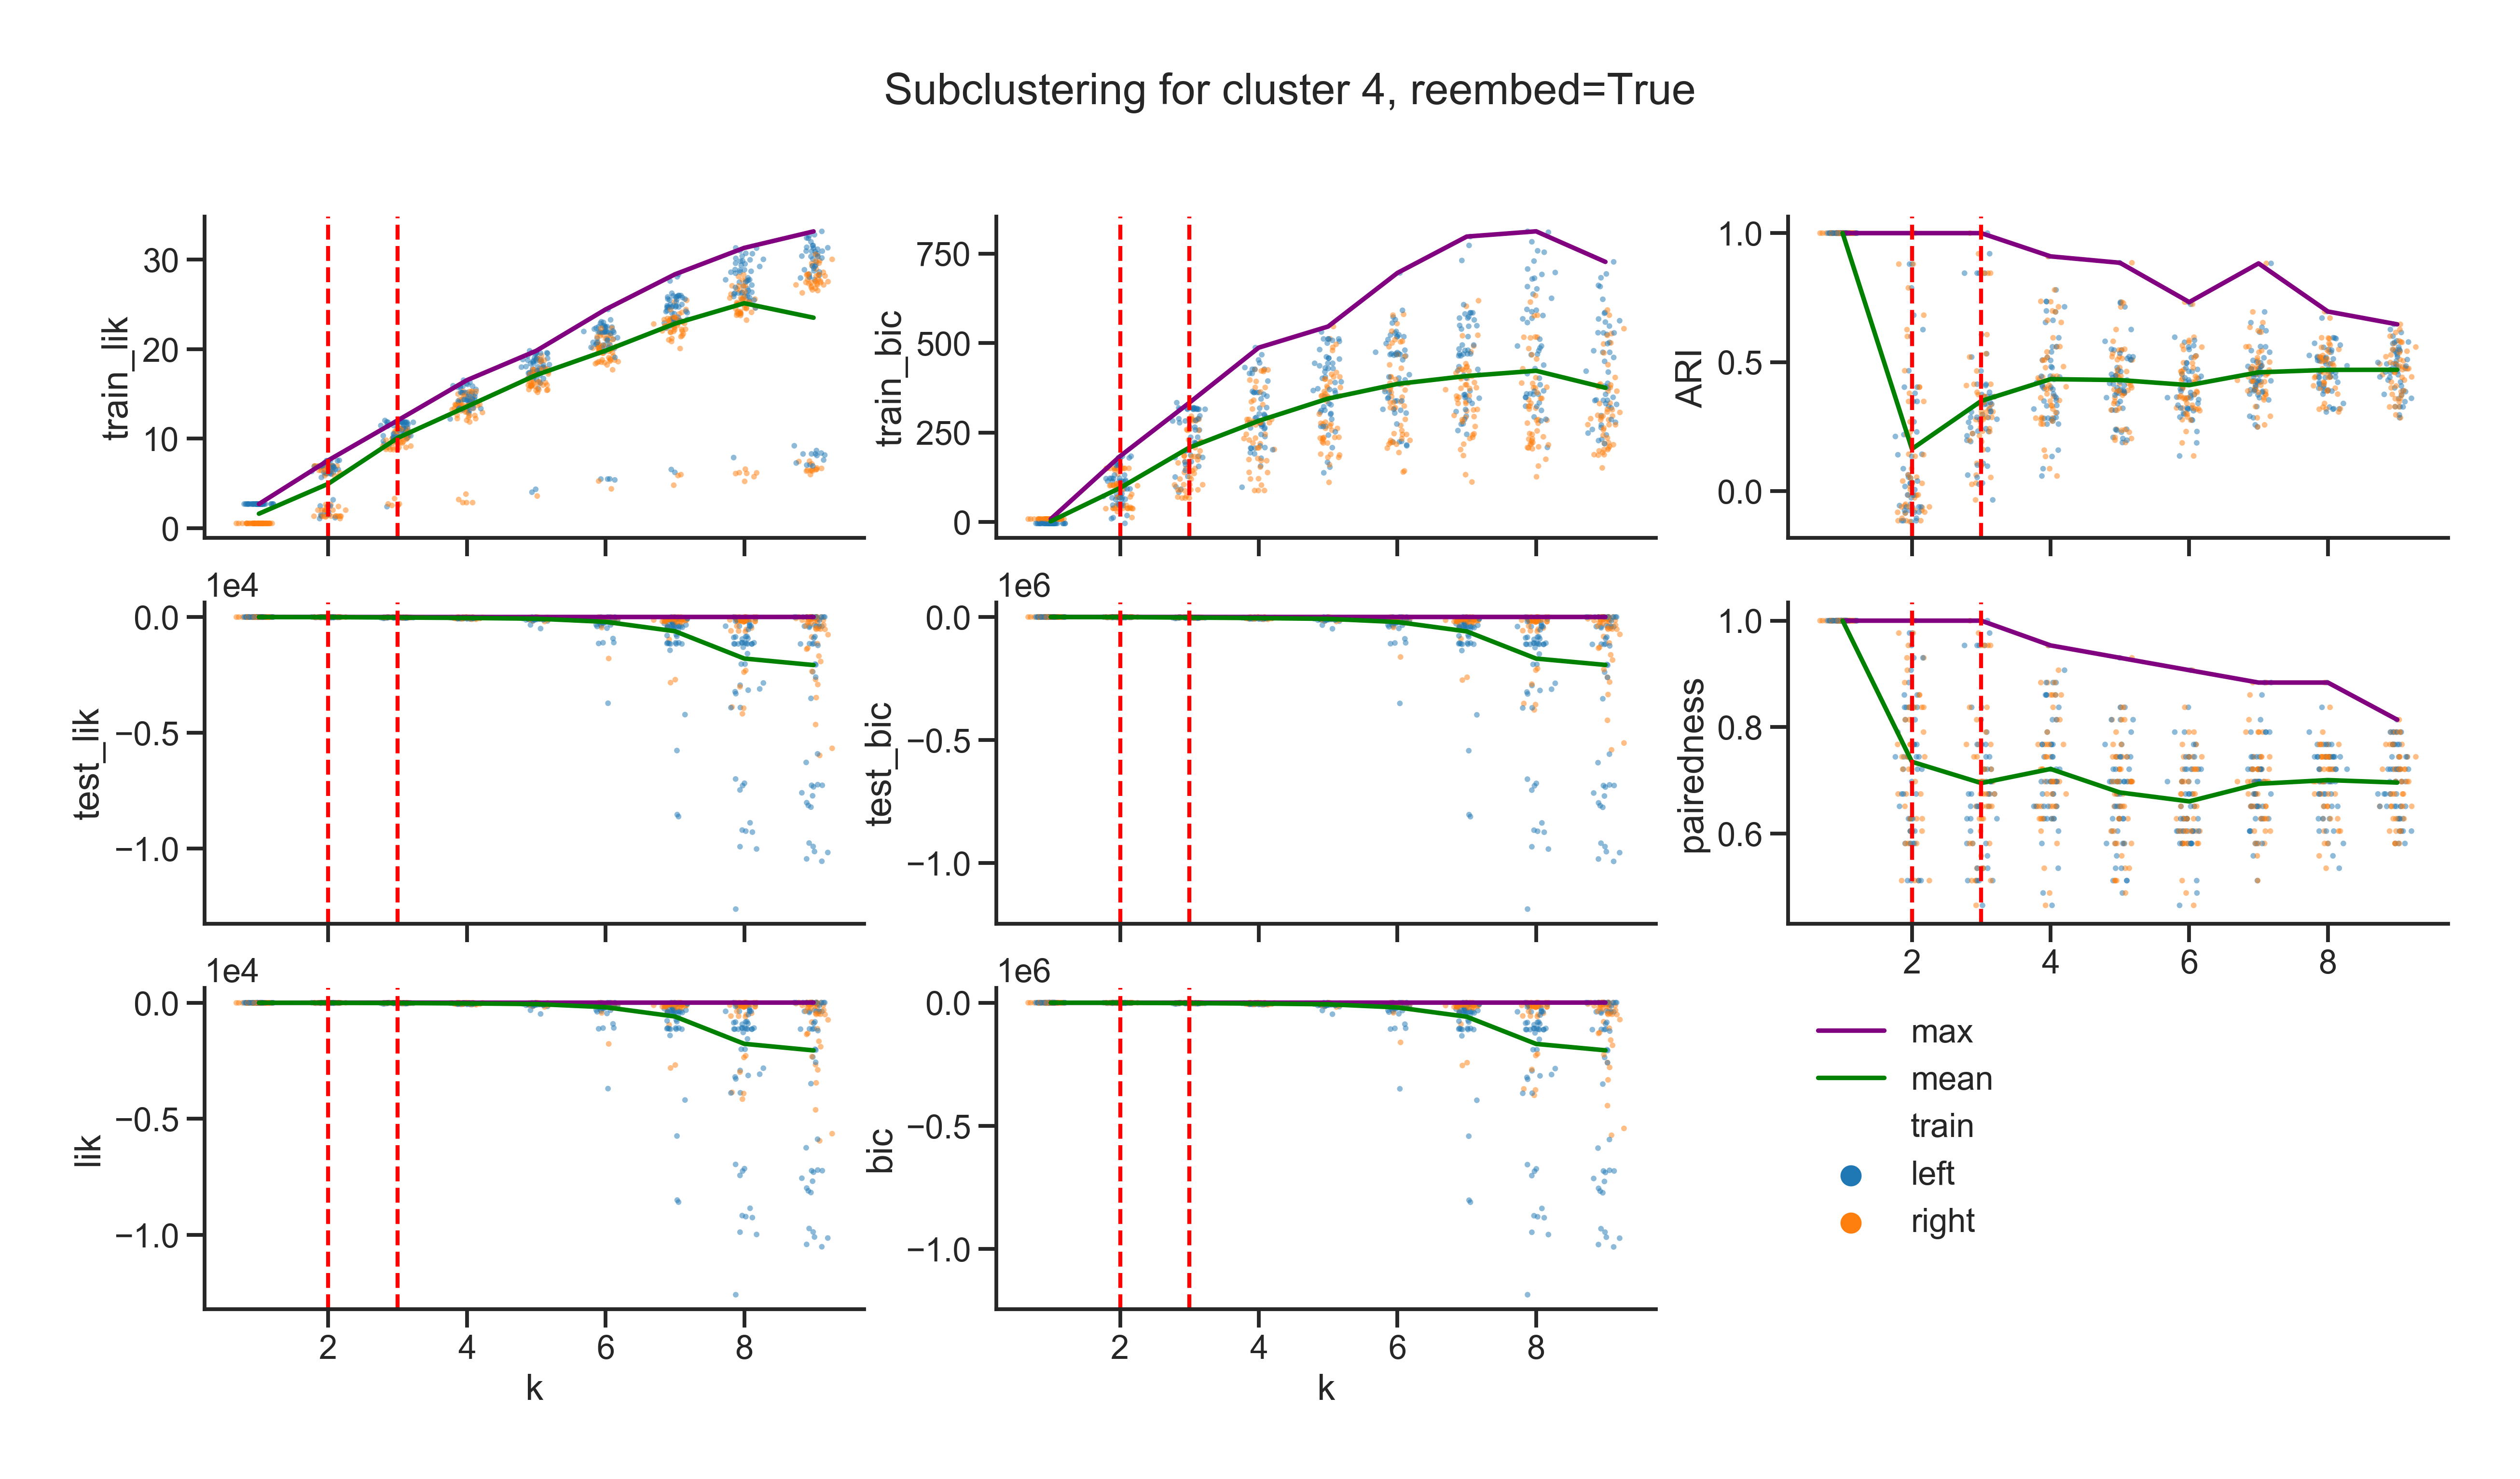 Subclustering for cluster 4, reembed=True
train_lik
30
20
10
0
train_bic
750
500
250
0
ARI
1.0
0.5
0.0
1e4
test_lik
0.0
−0.5
−1.0
1e6
test_bic
0.0
−0.5
−1.0
pairedness
1.0
0.8
0.6
2 4 6 8
1e4
lik
0.0
−0.5
−1.0
2 4 6 8
k
1e6
bic
0.0
−0.5
−1.0
2 4 6 8
k
max
mean
train
left
right